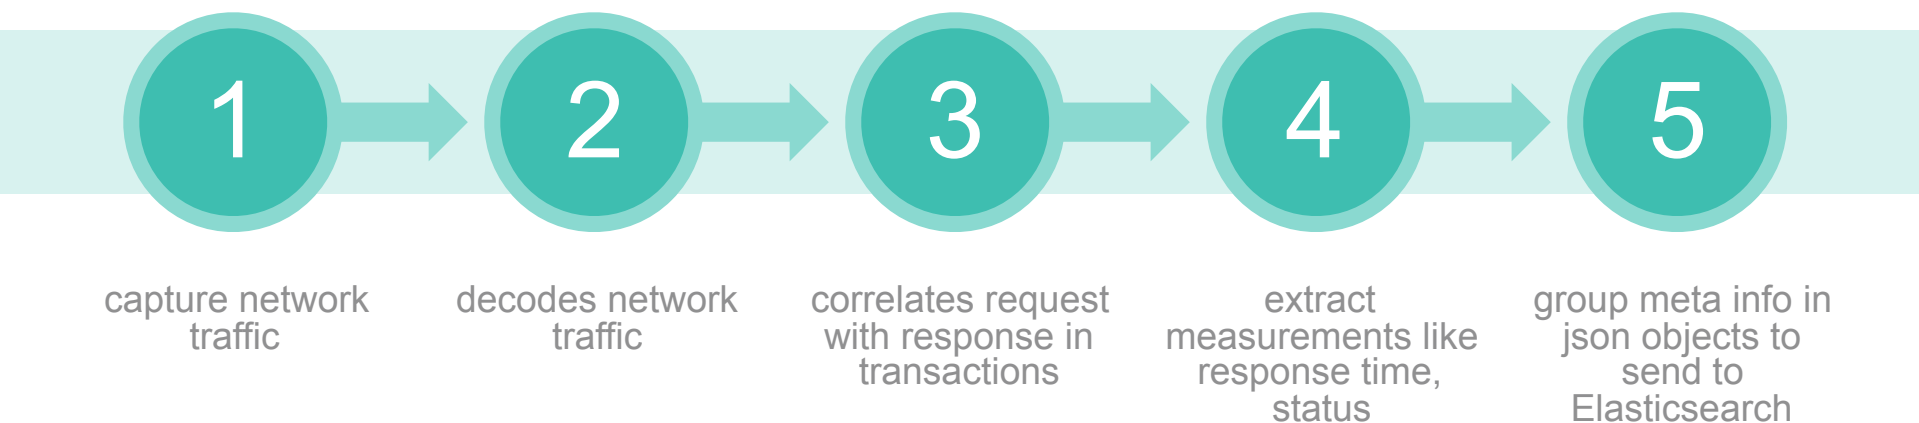 1
2
3
4
5
capture network
traffic
decodes network
traffic
correlates request
with response in
transactions
extract
measurements like
response time,
status
group meta info in
json objects to
send to
Elasticsearch